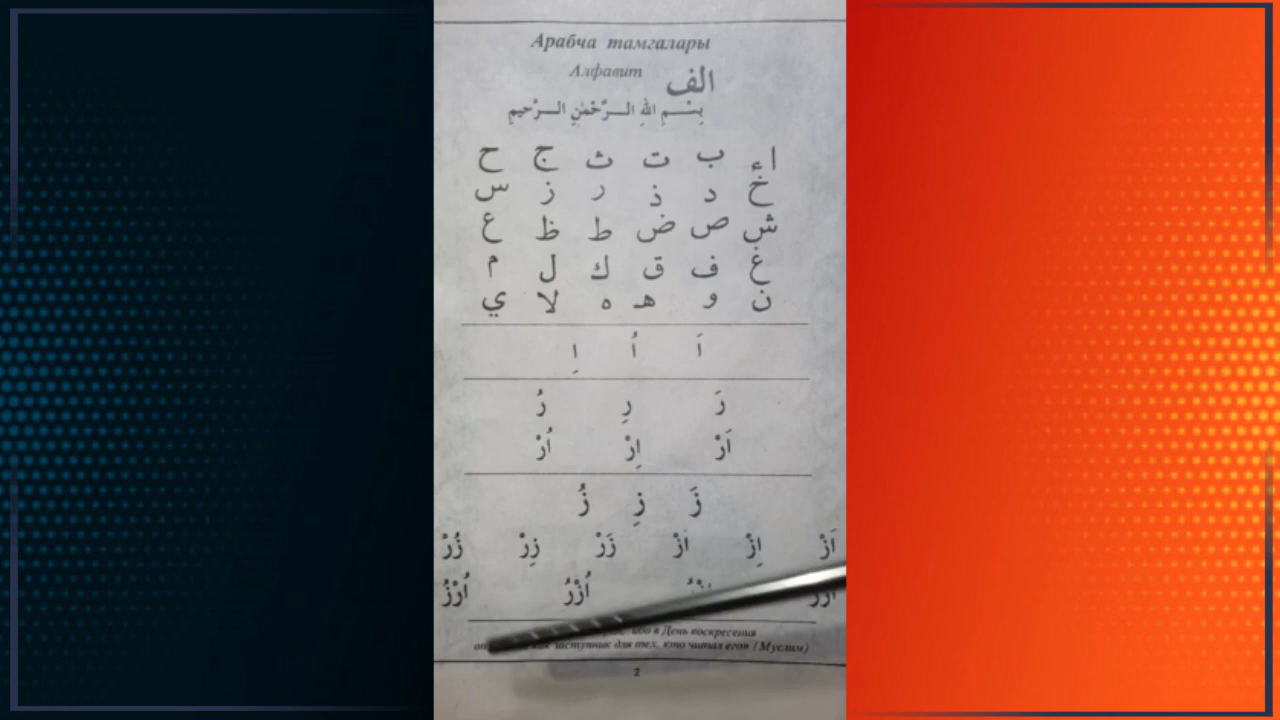 Арабча тамгалары
Алфавит الف
بِسْمِ اللهِ الرَّحْمٰنِ الرَّحِيمِ
اء ب ت ث ج ح
خ د ذ ر ز س
ش ص ض ط ظ ع
غ ف ق ك ل م
ن و هـ ه لا ي
اَ اُ اِ
رَ رِ رُ
اَرْ اِرْ اُرْ
زَ زِ زُ
اَزْ اِزْ اُزْ زَرْ زِرْ زُرْ
اُزْرُ اُرْزُ
в День воскресения
заступник для тех, кто читал его» (Муслим)
2